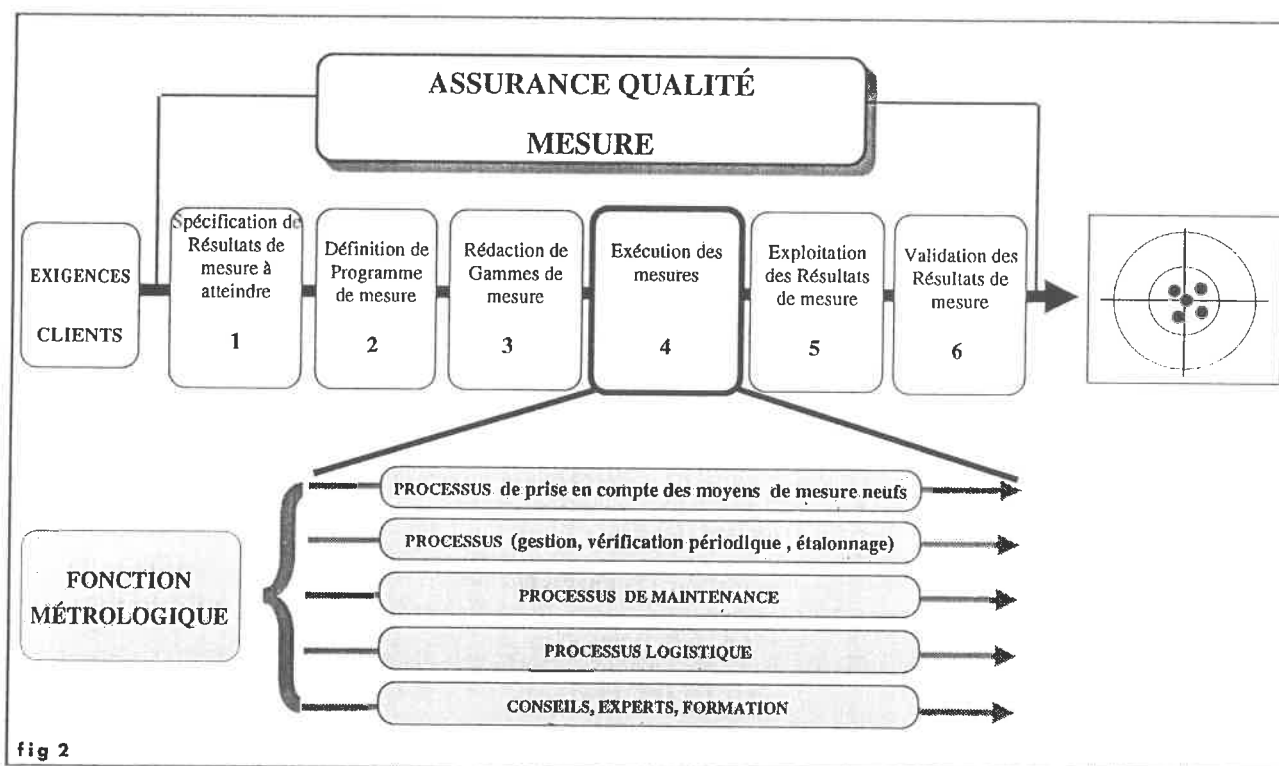 ASSURANCE QUALITÉ
MESURE
EXIGENCES
CLIENTS
Spécification de
Résultats de
mesure à
atteindre
1
Définition de
Programme
de mesure
2
Rédaction de
Gammes de
mesure
3
Exécution des
mesures
4
Exploitation
des Résultats
de mesure
5
Validation des
Résultats de
mesure
6
FONCTION
MÉTROLOGIQUE
PROCESSUS de prise en compte des moyens de mesure neufs
PROCESSUS (gestion, vérification périodique , étalonnage)
PROCESSUS DE MAINTENANCE
PROCESSUS LOGISTIQUE
CONSEILS, EXPERTS, FORMATION
fig 2